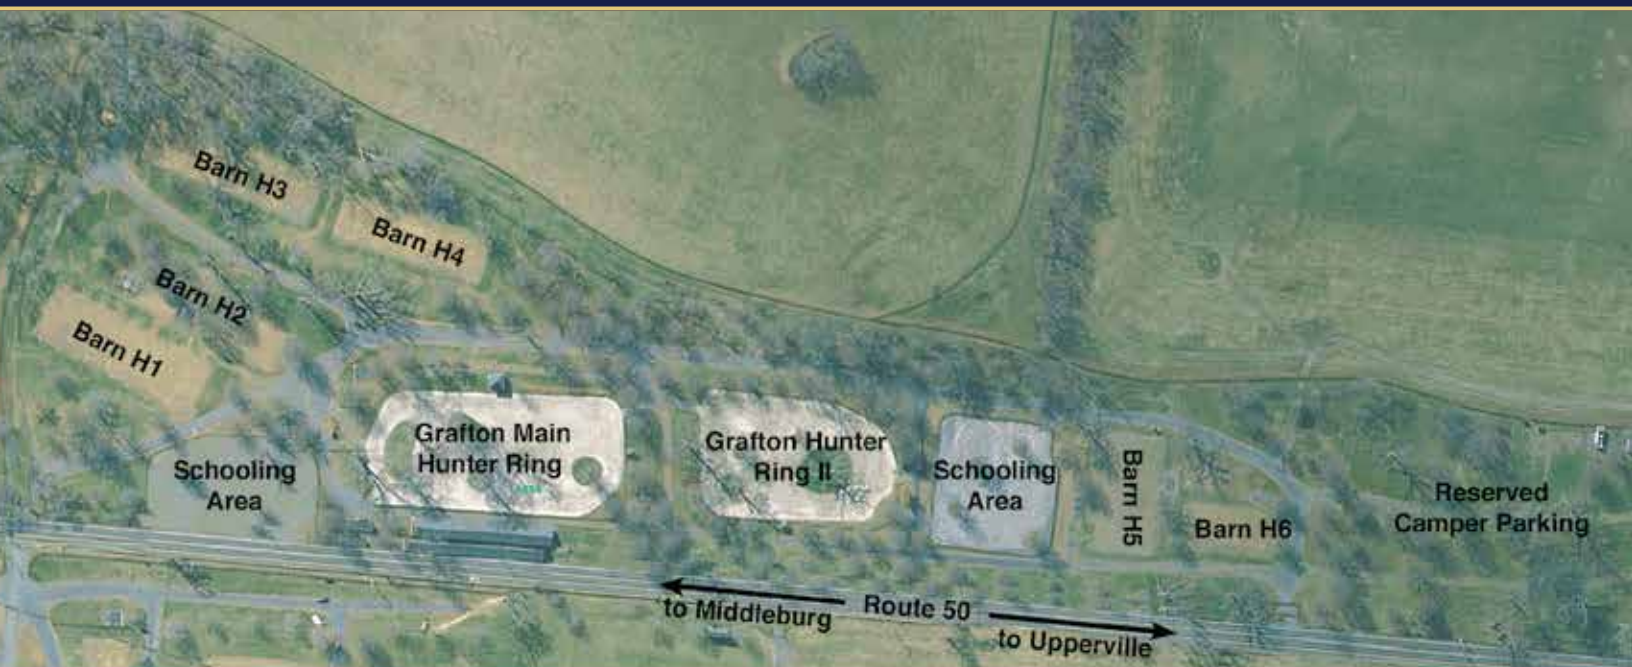 Barn H3
Barn H4
Barn H2
Barn H1
Grafton Main
Hunter Ring
Grafton Hunter
Ring II
Schooling
Area
Schooling
Area
Barn H5
Barn H6
Reserved
Camper Parking
Route 50
to Middleburg
to Upperville